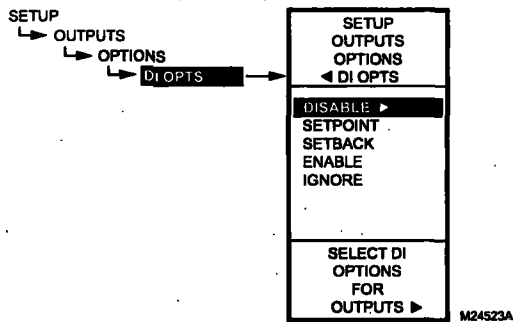 SETUP
OUTPUTS
OPTIONS
DI OPTS
SETUP
OUTPUTS
OPTIONS
◄ DI OPTS
DISABLE ►
SETPOINT
SETBACK
ENABLE
IGNORE
SELECT DI
OPTIONS
FOR
OUTPUTS ►
M24523A